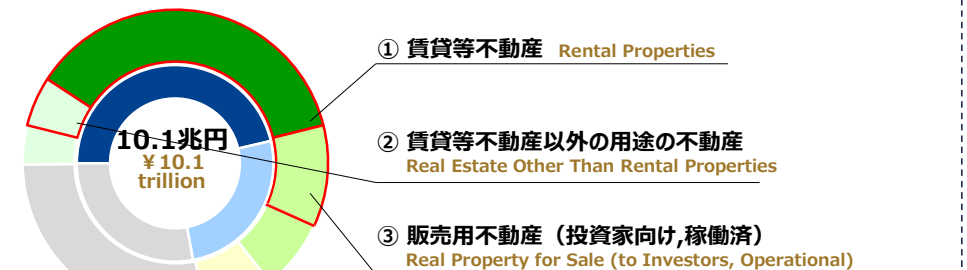 ① 賃貸等不動産 Rental Properties
10.1兆円
¥10.1
trillion
② 賃貸等不動産以外の用途の不動産
Real Estate Other Than Rental Properties
③ 販売用不動産（投資家向け,稼働済）
Real Property for Sale (to Investors, Operational)